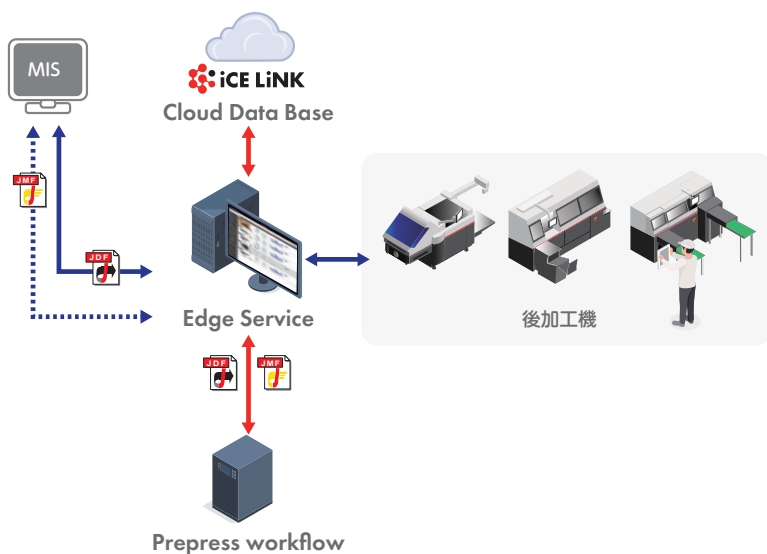 MIS
iCE LiNK
Cloud Data Base
JMF
JDF
Edge Service
後加工機
JDF
JMF
Prepress workflow